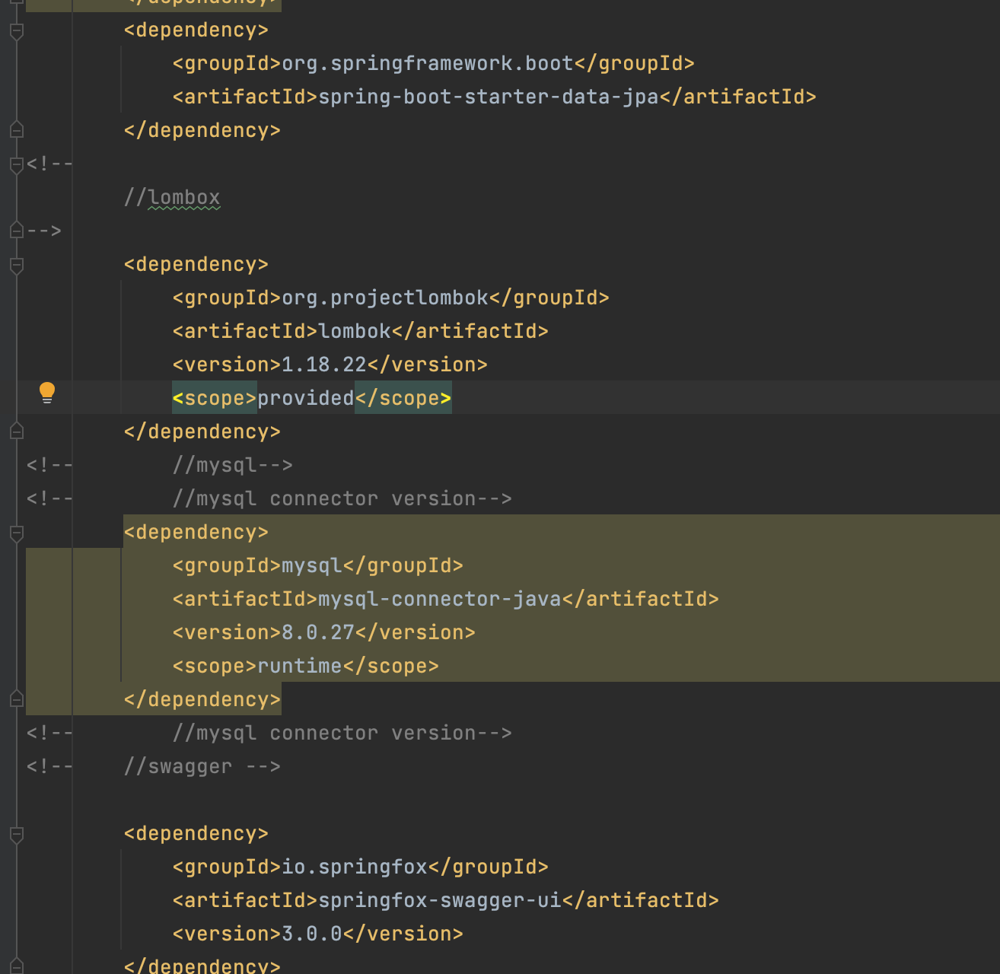 </dependency>
<dependency>
<groupId>org.springframework.boot</groupId>
<artifactId>spring-boot-starter-data-jpa</artifactId>
</dependency>
<!--
//lombox
-->
<dependency>
<groupId>org.projectlombok</groupId>
<artifactId>lombok</artifactId>
<version>1.18.22</version>
<scope>provided</scope>
</dependency>
<!-- //mysql-->
<!-- //mysql connector version-->
<dependency>
<groupId>mysql</groupId>
<artifactId>mysql-connector-java</artifactId>
<version>8.0.27</version>
<scope>runtime</scope>
</dependency>
<!-- //mysql connector version-->
<!-- //swagger -->
<dependency>
<groupId>io.springfox</groupId>
<artifactId>springfox-swagger-ui</artifactId>
<version>3.0.0</version>
</dependency>